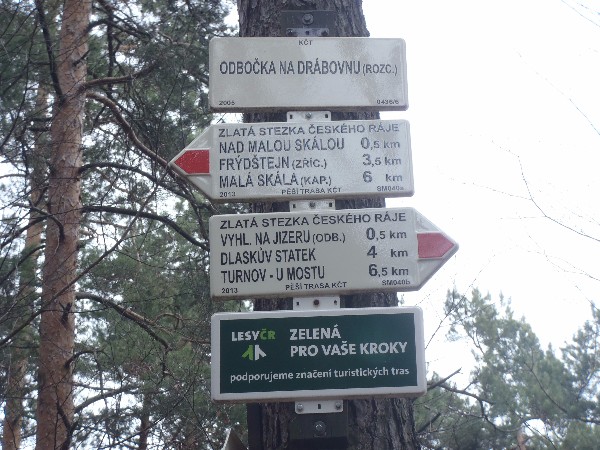 KČT
ODBOČKA NA DRÁBOVNU (ROZC.)
2005 0436/6
ZLATÁ STEZKA ČESKÉHO RÁJE
NAD MALOU SKÁLOU 0,5 km
FRÝDŠTEJN (ZŘÍC.) 3,5 km
MALÁ SKÁLA (KAP.) 6 km
2013 PĚŠÍ TRASA KČT SM040a
ZLATÁ STEZKA ČESKÉHO RÁJE
VYHL. NA JIZERU (ODB.) 0,5 km
DLASKŮV STATEK 4 km
TURNOV - U MOSTU 6,5 km
2013 PĚŠÍ TRASA KČT SM040b
LESY ČR ZELENÁ
PRO VAŠE KROKY
podporujeme značení turistických tras